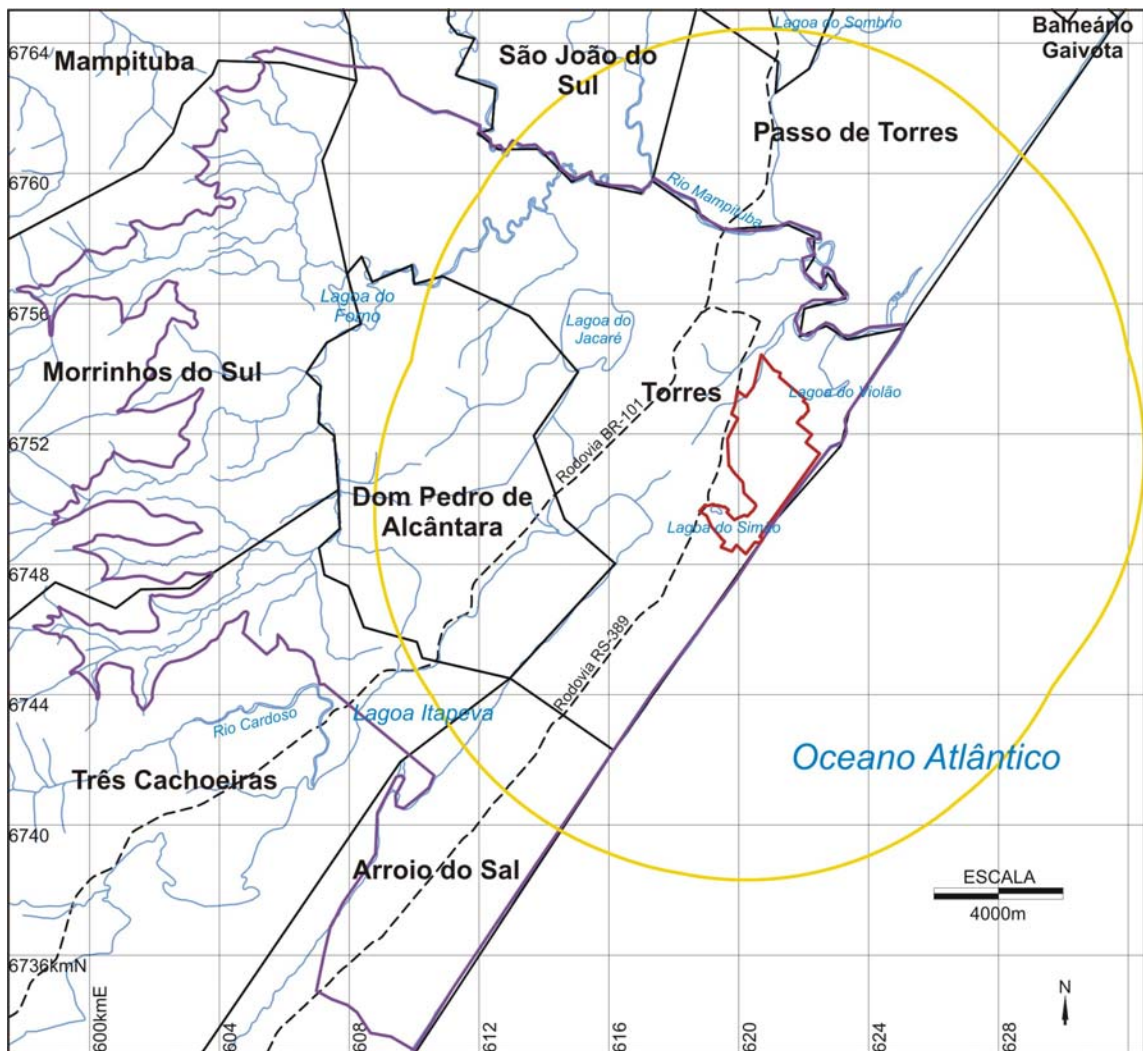 Lagoa do Sombrio
Balneário
Gaivota
6764
Mampituba
São João do
Sul
Passo de Torres
6760
Rio Mampituba
6756
Lagoa do
Forno
Lagoa do
Jacaré
Morrinhos do Sul
Torres
Lagoa do Violão
6752
Rodovia BR-101
Dom Pedro de
Alcântara
Lagoa do Simão
6748
Rodovia RS-389
6744
Rio Cardoso
Lagoa Itapeva
Oceano Atlântico
Três Cachoeiras
6740
Arroio do Sal
ESCALA
4000m
6736kmN
N
600kmE
604
608
612
616
620
624
628